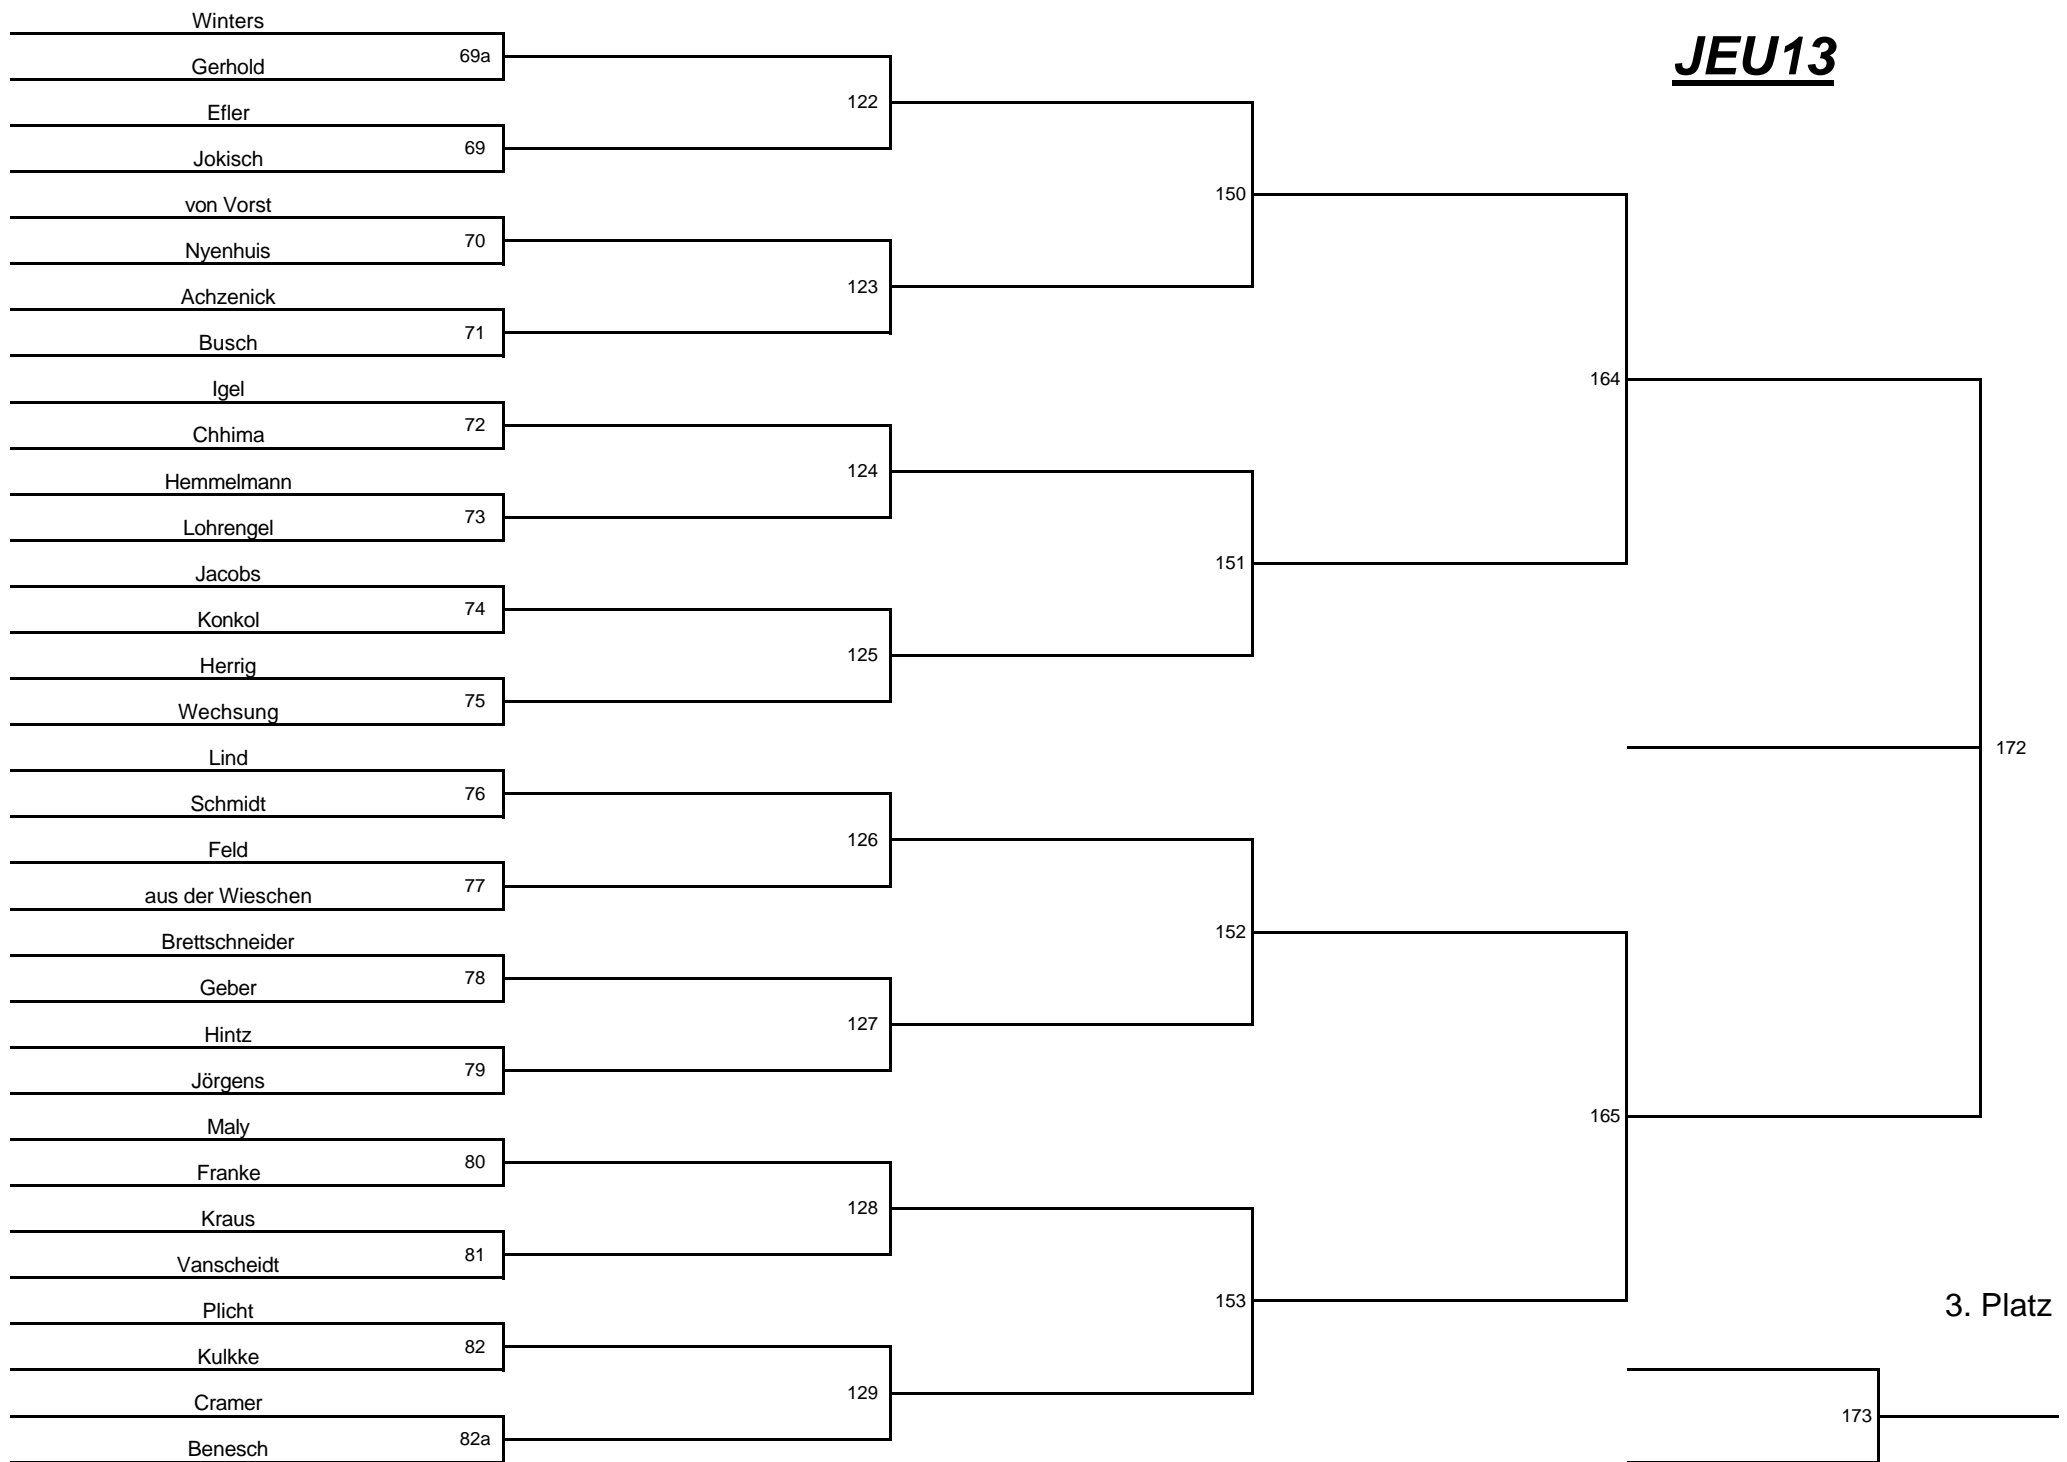 JEU13
Winters
69a
Gerhold
122
Efler
69
Jokisch
150
von Vorst
70
Nyenhuis
123
Achzenick
71
Busch
164
Igel
72
Chhima
124
Hemmelmann
73
Lohrengel
151
Jacobs
74
Konkol
125
Herrig
75
Wechsung
172
Lind
76
Schmidt
126
Feld
77
aus der Wieschen
152
Brettschneider
78
Geber
127
Hintz
79
Jörgens
165
Maly
80
Franke
128
Kraus
81
Vanscheidt
153
3. Platz
Plicht
82
Kulkke
129
Cramer
173
82a
Benesch